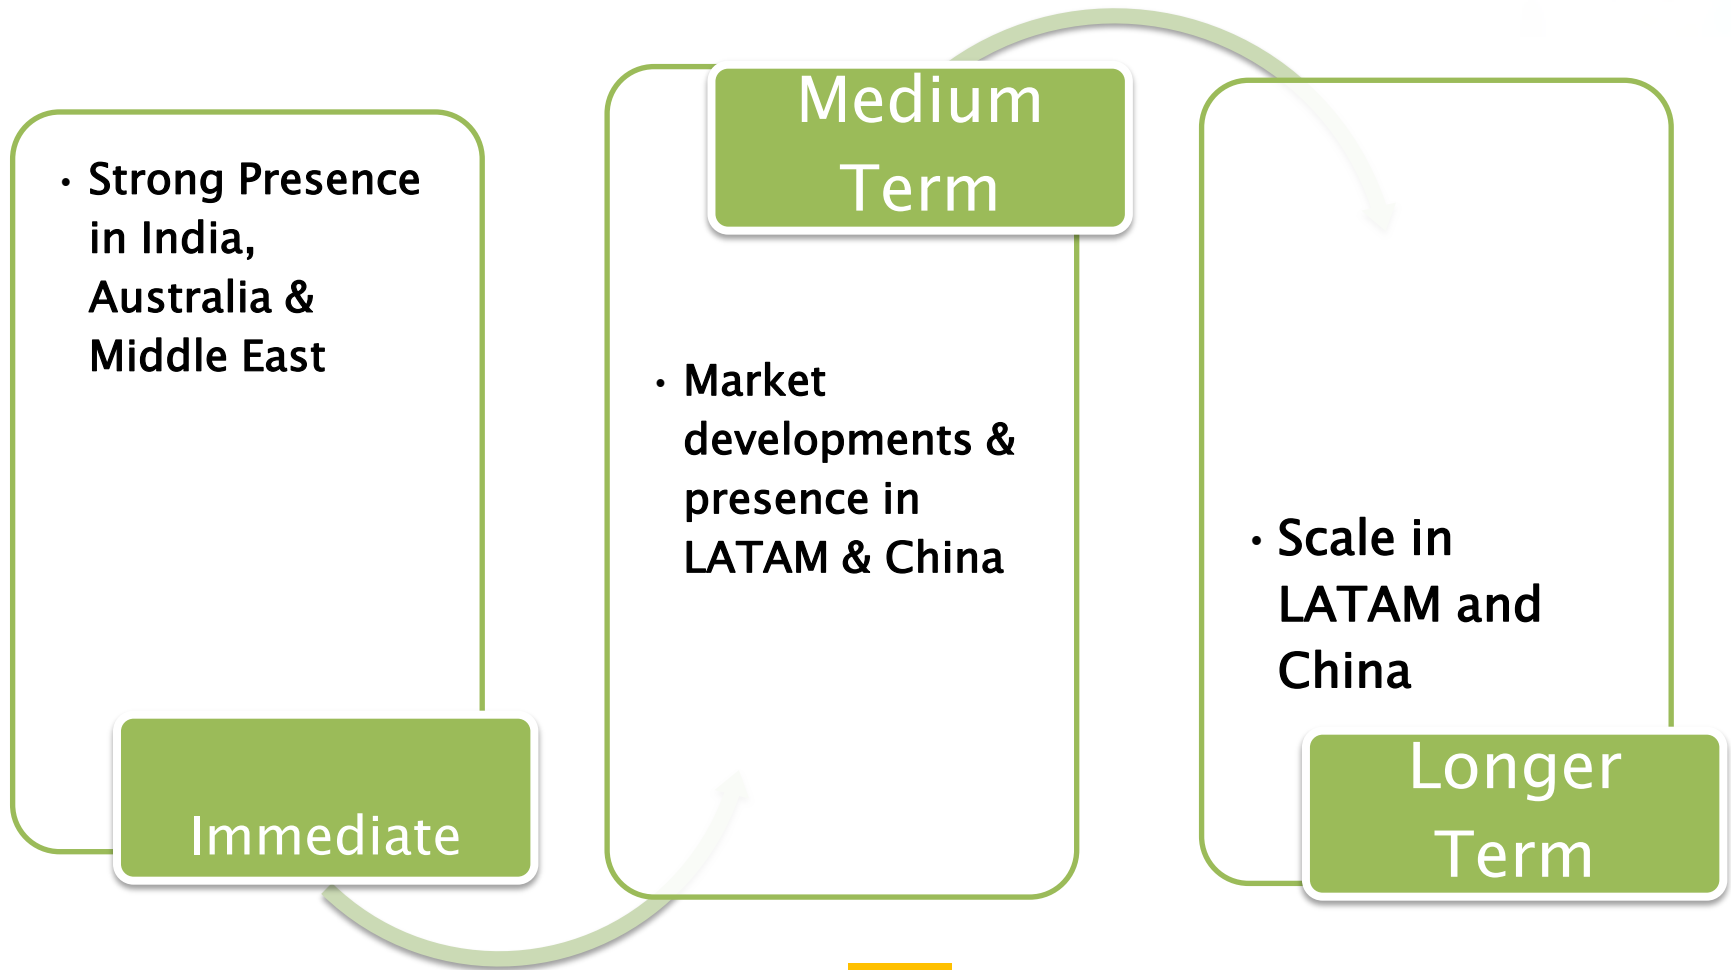 • Strong Presence
in India,
Australia &
Middle East
Immediate
Medium
Term
• Market
developments &
presence in
LATAM & China
• Scale in
LATAM and
China
Longer
Term